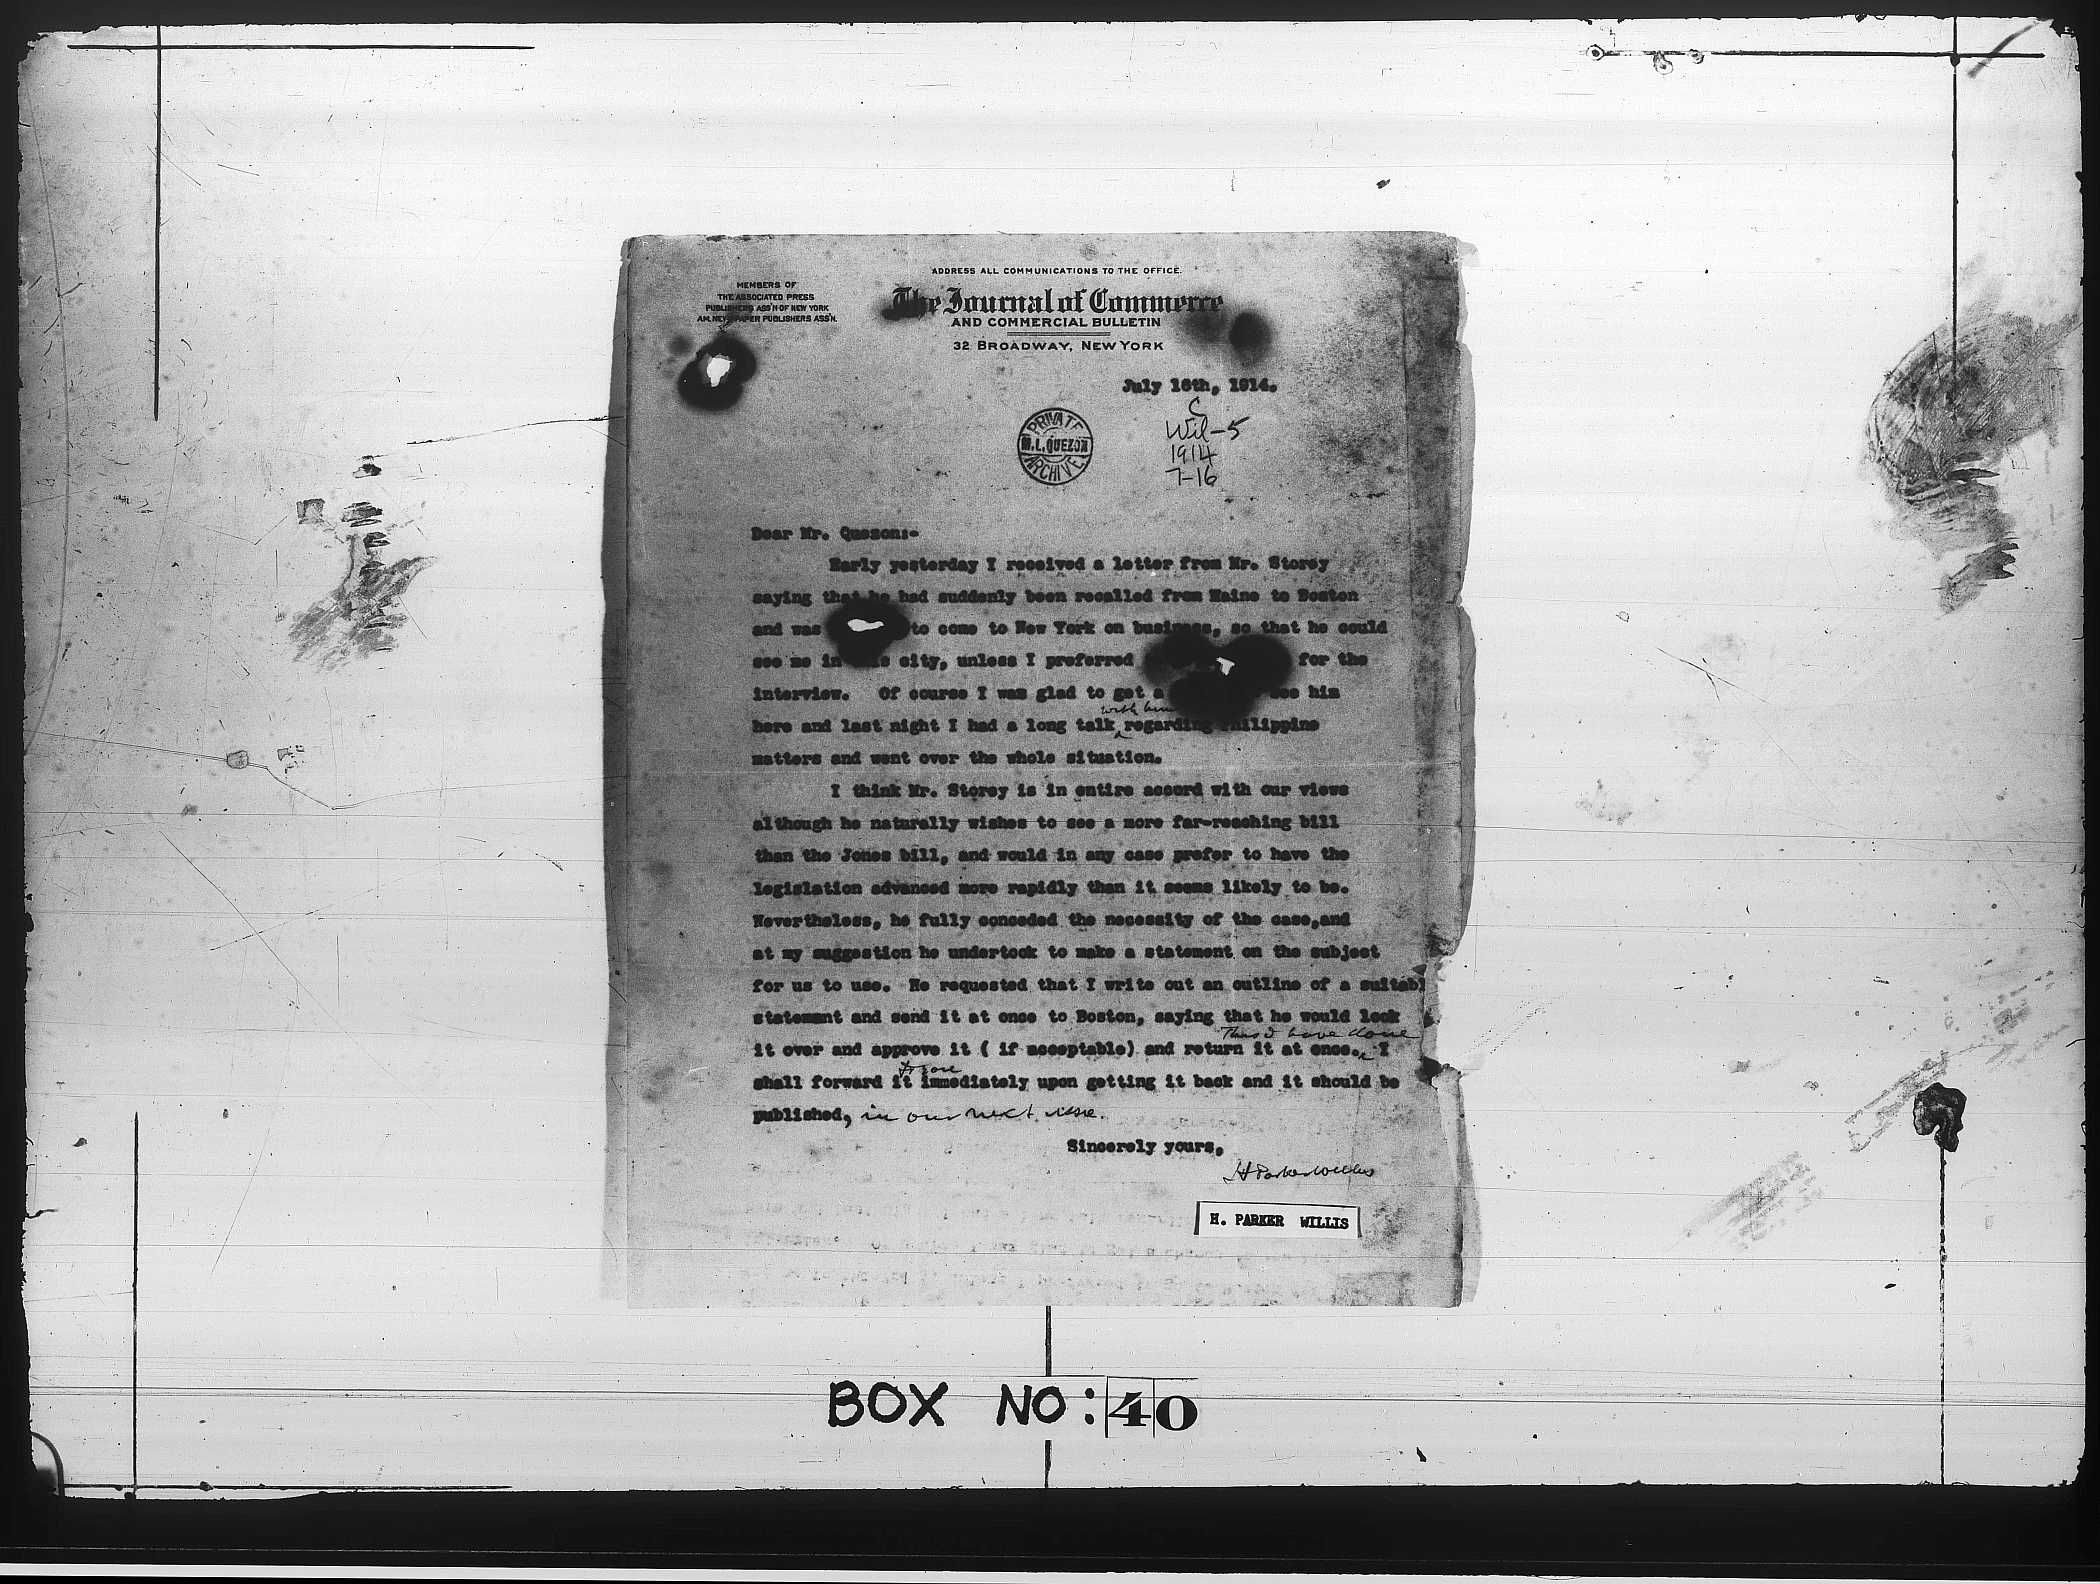 ADDRESS ALL COMMUNICATIONS TO THE OFFICE.
MEMBERS OF
THE ASSOCIATED PRESS
PUBLISHERS ASS'N OF NEW YORK
AM. NEWSPAPER PUBLISHERS ASS'N.
The Journal of Commerce
AND COMMERCIAL BULLETIN
32 BROADWAY, NEW YORK
July 16th, 1914.
C
Wil-5
1914
7-16
PRIVATE
M.L. QUEZON
ARCHIVE
Dear Mr. Quezon:-
Early yesterday I received a letter from Mr. Storey
saying that he had suddenly been recalled from Maine to Boston
and was to come to New York on business, so that he could
see me in this city, unless I preferred for the
interview. Of course I was glad to get a see him
with him
here and last night I had a long talk regarding Philippine
matters and went over the whole situation.
I think Mr. Storey is in entire accord with our views
although he naturally wishes to see a more far-reaching bill
than the Jones bill, and would in any case prefer to have the
legislation advanced more rapidly than it seems likely to be.
Nevertheless, he fully conceded the necessity of the case,and
at my suggestion he undertook to make a statement on the subject
for us to use. He requested that I write out an outline of a suitabl
statement and send it at once to Boston, saying that he would look
This I have done
it over and approve it ( if acceptable) and return it at once. I
to you
shall forward it immediately upon getting it back and it should be
published, in our next issue.
Sincerely yours,
H Parker Willis
H. PARKER WILLIS
BOX NO: 40